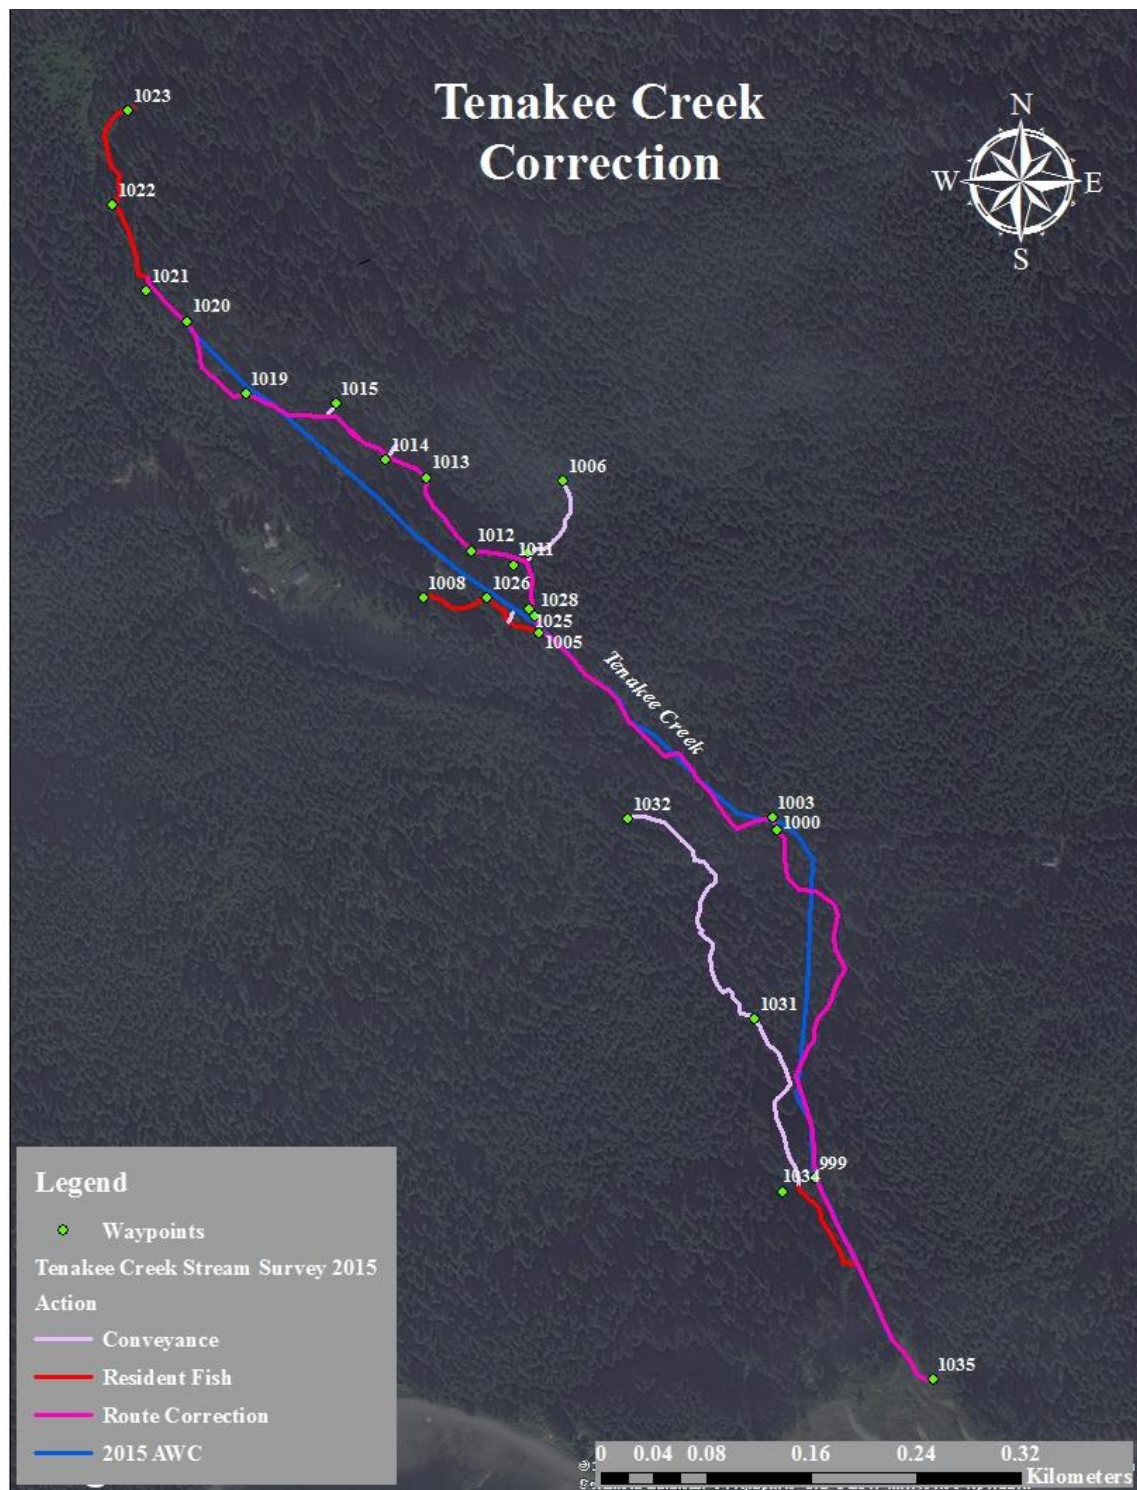 Tenakee Creek
Correction
N
W E
S
1023
1022
1021
1020
1019
1015
1014
1013
1006
1012
1011
1008
1026
1028
1025
1005
Tenakee Creek
1032
1003
1000
1031
999
1034
1035
Legend
Waypoints
Tenakee Creek Stream Survey 2015
Action
Conveyance
Resident Fish
Route Correction
2015 AWC
0 0.04 0.08 0.16 0.24 0.32
Kilometers